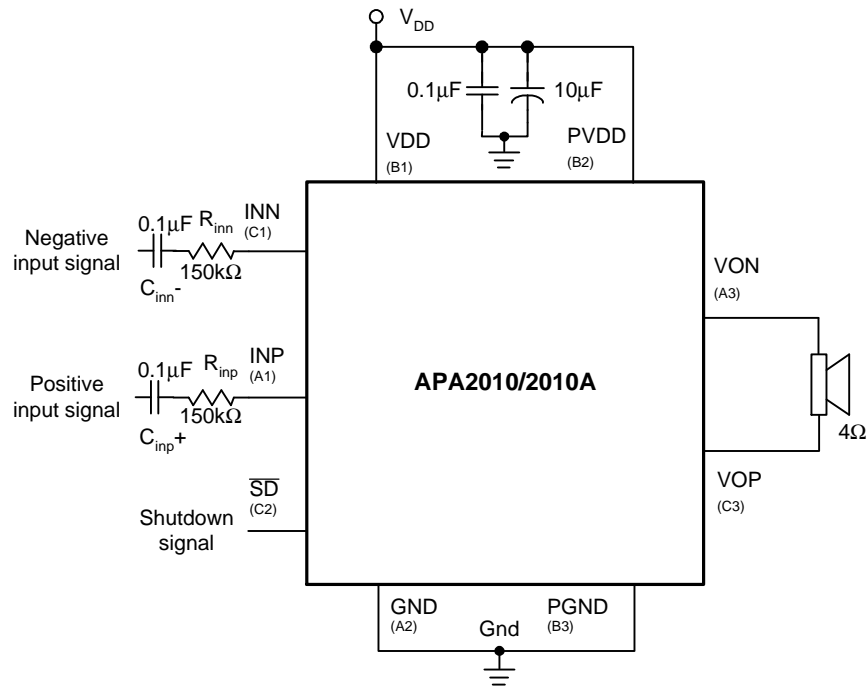 V_DD
0.1μF
10μF
VDD
(B1)
PVDD
(B2)
Negative
input signal
0.1μF
R_inn
INN
(C1)
150kΩ
C_inn-
VON
(A3)
Positive
input signal
0.1μF
R_inp
INP
(A1)
150kΩ
C_inp+
APA2010/2010A
4Ω
VOP
(C3)
SD
(C2)
Shutdown
signal
GND
(A2)
Gnd
PGND
(B3)